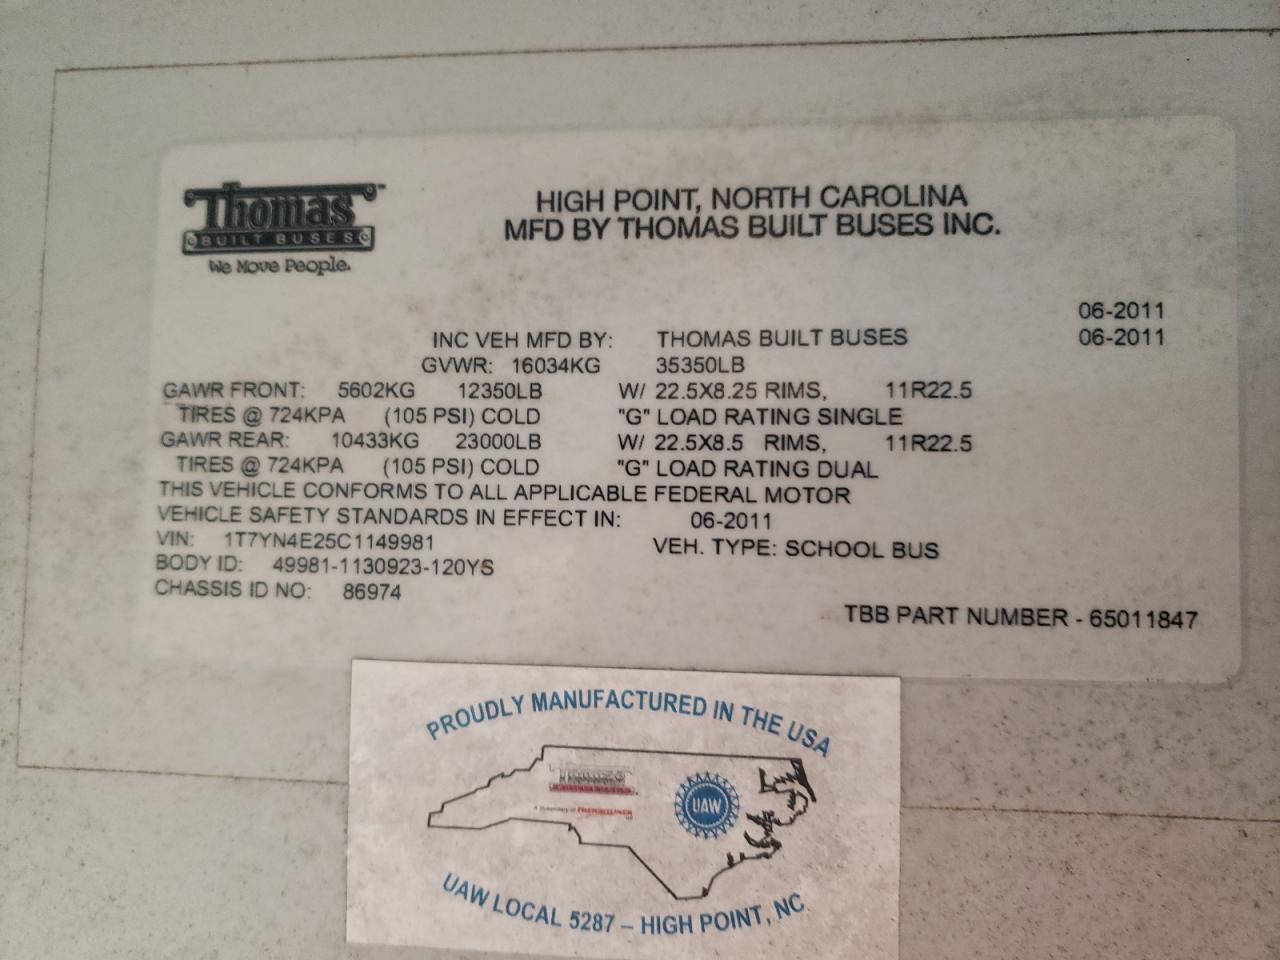 Thomas
BUILT BUSES
We Move People.
HIGH POINT, NORTH CAROLINA
MFD BY THOMAS BUILT BUSES INC.
06-2011
INC VEH MFD BY: THOMAS BUILT BUSES 06-2011
GVWR: 16034KG 35350LB
GAWR FRONT: 5602KG 12350LB W/ 22.5X8.25 RIMS, 11R22.5
TIRES @ 724KPA (105 PSI) COLD "G" LOAD RATING SINGLE
GAWR REAR: 10433KG 23000LB W/ 22.5X8.5 RIMS, 11R22.5
TIRES @ 724KPA (105 PSI) COLD "G" LOAD RATING DUAL
THIS VEHICLE CONFORMS TO ALL APPLICABLE FEDERAL MOTOR
VEHICLE SAFETY STANDARDS IN EFFECT IN: 06-2011
VIN: 1T7YN4E25C1149981 VEH. TYPE: SCHOOL BUS
BODY ID: 49981-1130923-120YS
CHASSIS ID NO: 86974
TBB PART NUMBER - 65011847
PROUDLY MANUFACTURED IN THE USA
Thomas
UAW
A Subsidiary of FREIGHTLINER
UAW LOCAL 5287 – HIGH POINT, NC